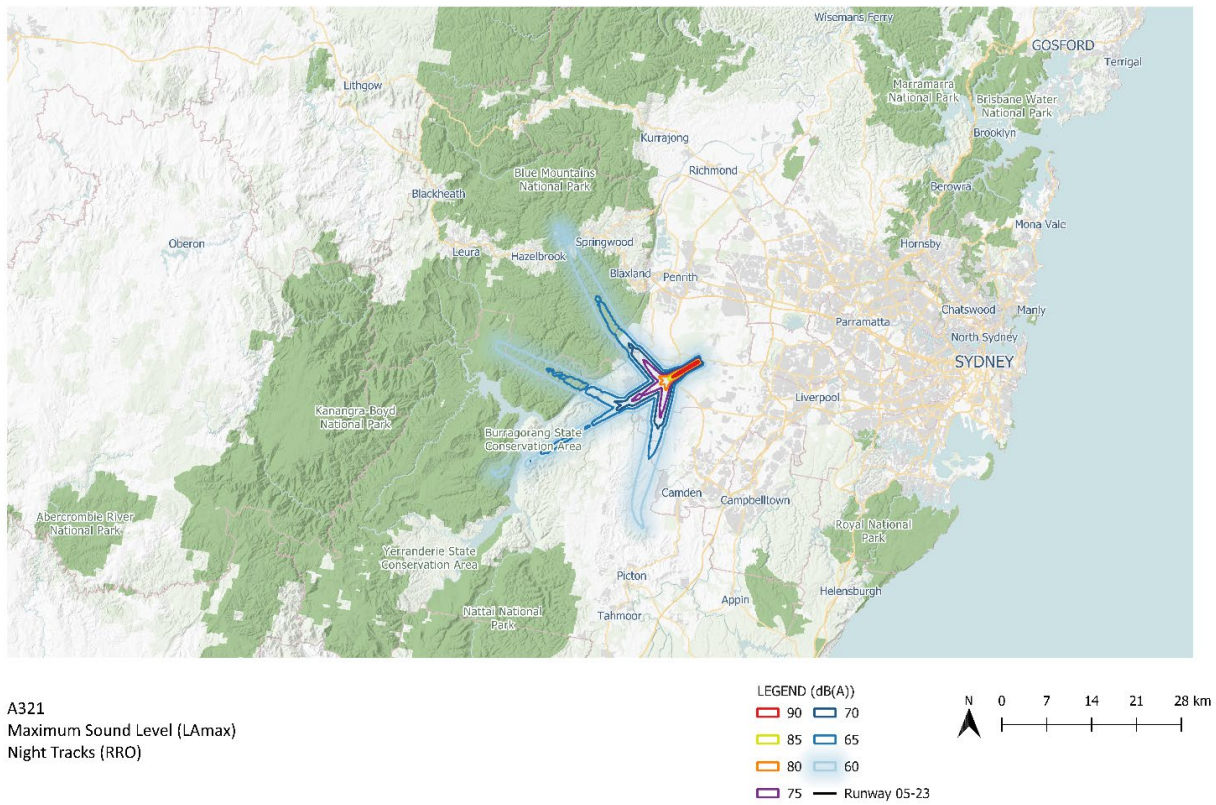 Wisemans Ferry
GOSFORD
Terrigal
Lithgow
Marramarra
National Park
Brisbane Water
National Park
Brooklyn
Kurrajong
Richmond
Blue Mountains
National Park
Blackheath
Berowra
Mona Vale
Oberon
Leura
Hazelbrook
Springwood
Hornsby
Blaxland
Pennth
Chatswood
Manly
Parramatta
North Sydney
SYDNEY
Liverpool
Kanangra-Boyd
National Park
Burragorang State
Conservation Area
Camden
Campbelltown
Abercrombie River
National Park
Royal National
Park
Yerranderie State
Conservation Area
Picton
Appin
Helensburgh
Nattai National
Park
Tahmoor
A321
Maximum Sound Level (LAmax)
Night Tracks (RRO)
LEGEND (dB(A))
90 70
85 65
80 60
75 Runway 05-23
N 0 7 14 21 28 km